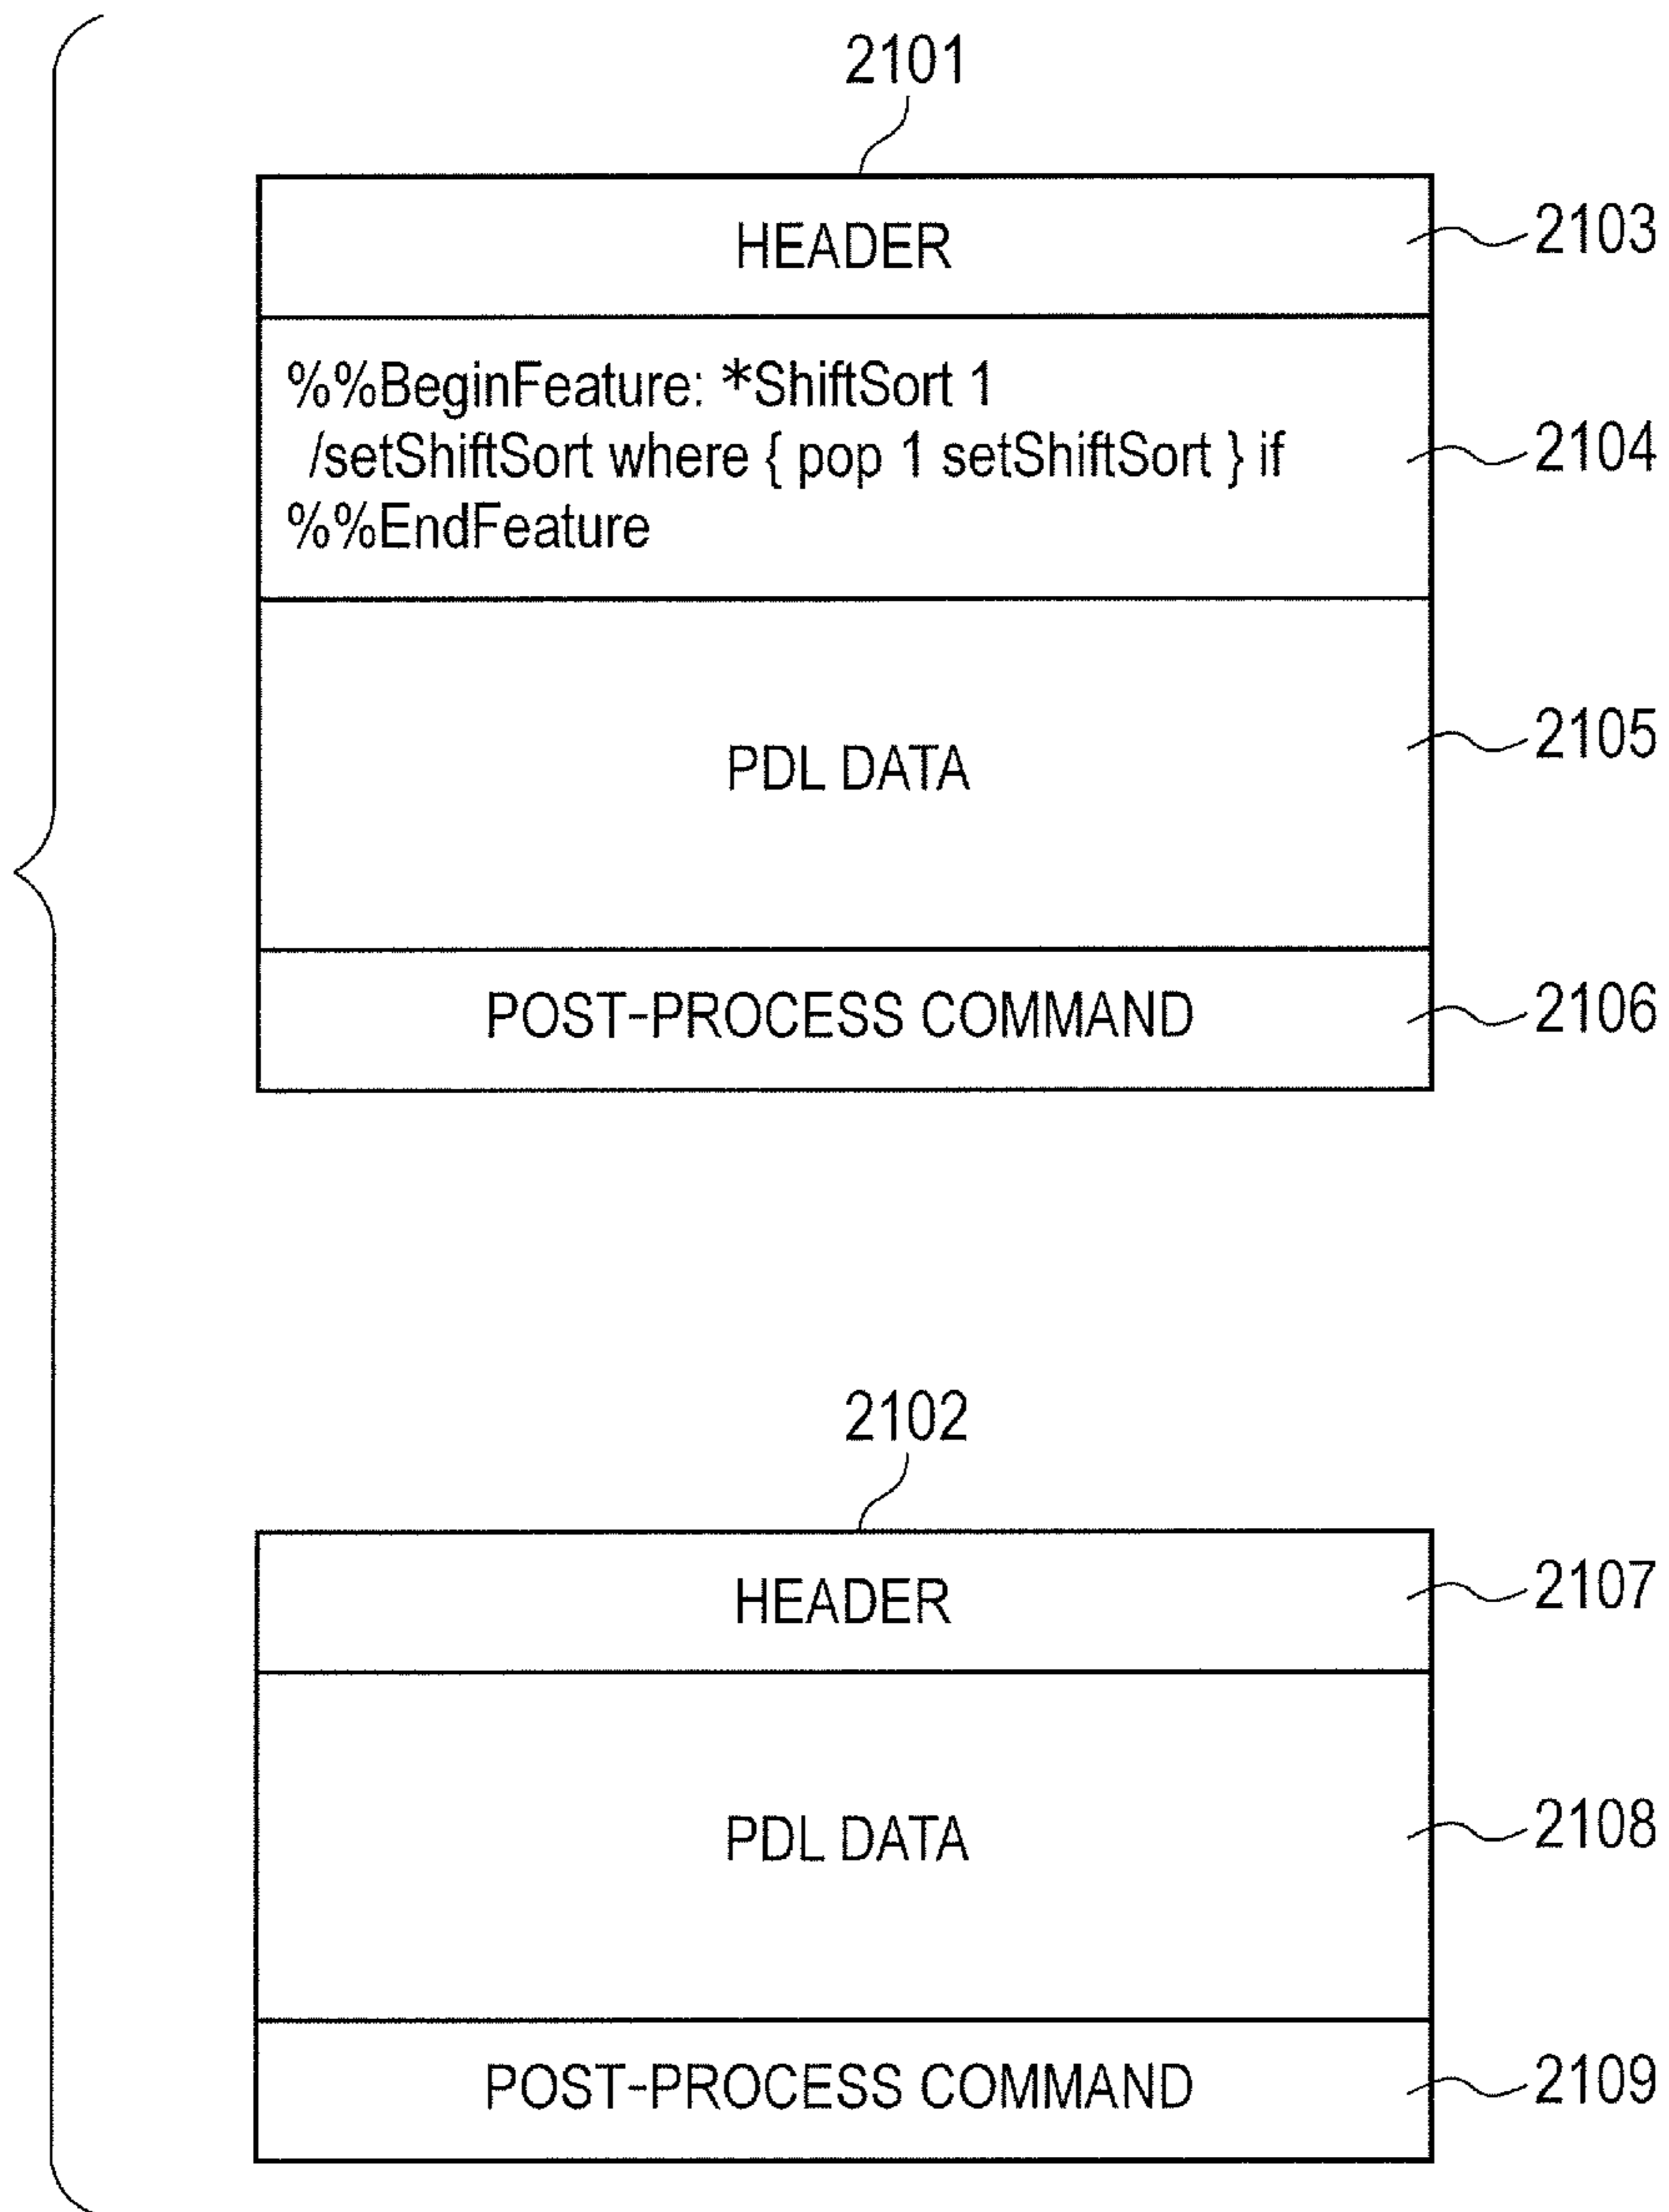 2101
HEADER
2103
%%BeginFeature: *ShiftSort 1
/setShiftSort where { pop 1 setShiftSort } if
%%EndFeature
2104
PDL DATA
2105
POST-PROCESS COMMAND
2106
2102
HEADER
2107
PDL DATA
2108
POST-PROCESS COMMAND
2109